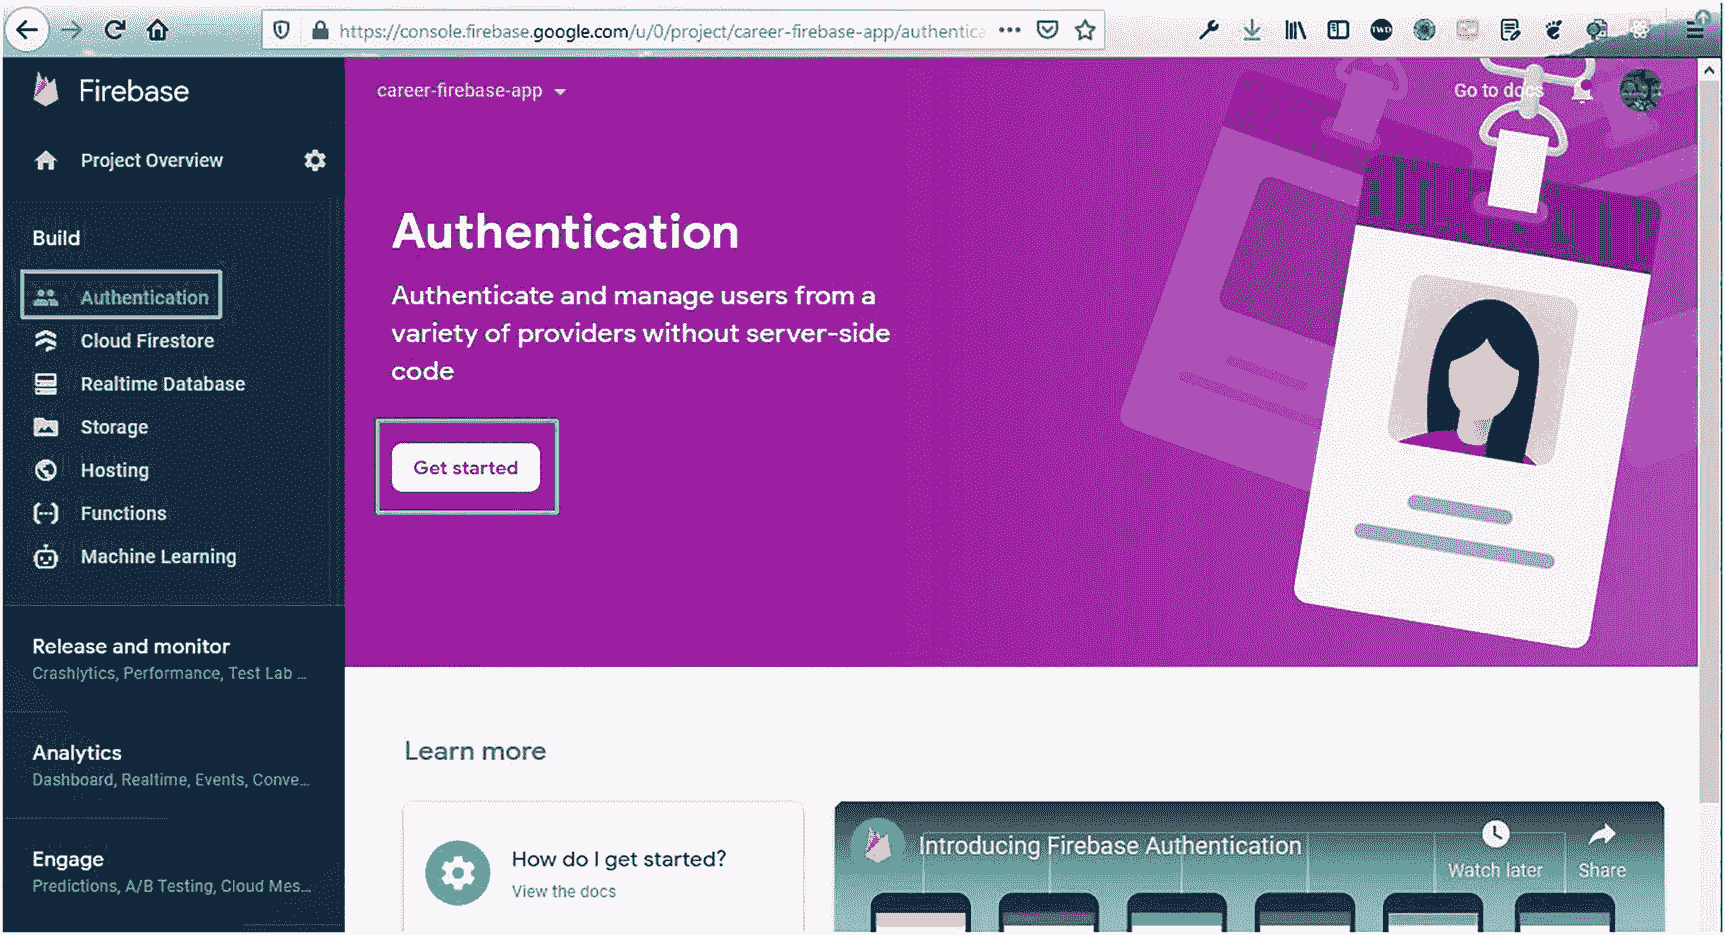 https://console.firebase.google.com/u/0/project/career-firebase-app/authentica
Firebase
Project Overview
Build
Authentication
Cloud Firestore
Realtime Database
Storage
Hosting
Functions
Machine Learning
Release and monitor
Crashlytics, Performance, Test Lab ...
Analytics
Dashboard, Realtime, Events, Conve...
Engage
Predictions, A/B Testing, Cloud Mes...
career-firebase-app
Go to docs
Authentication
Authenticate and manage users from a
variety of providers without server-side
code
Get started
Learn more
How do I get started?
View the docs
Introducing Firebase Authentication
Watch later
Share